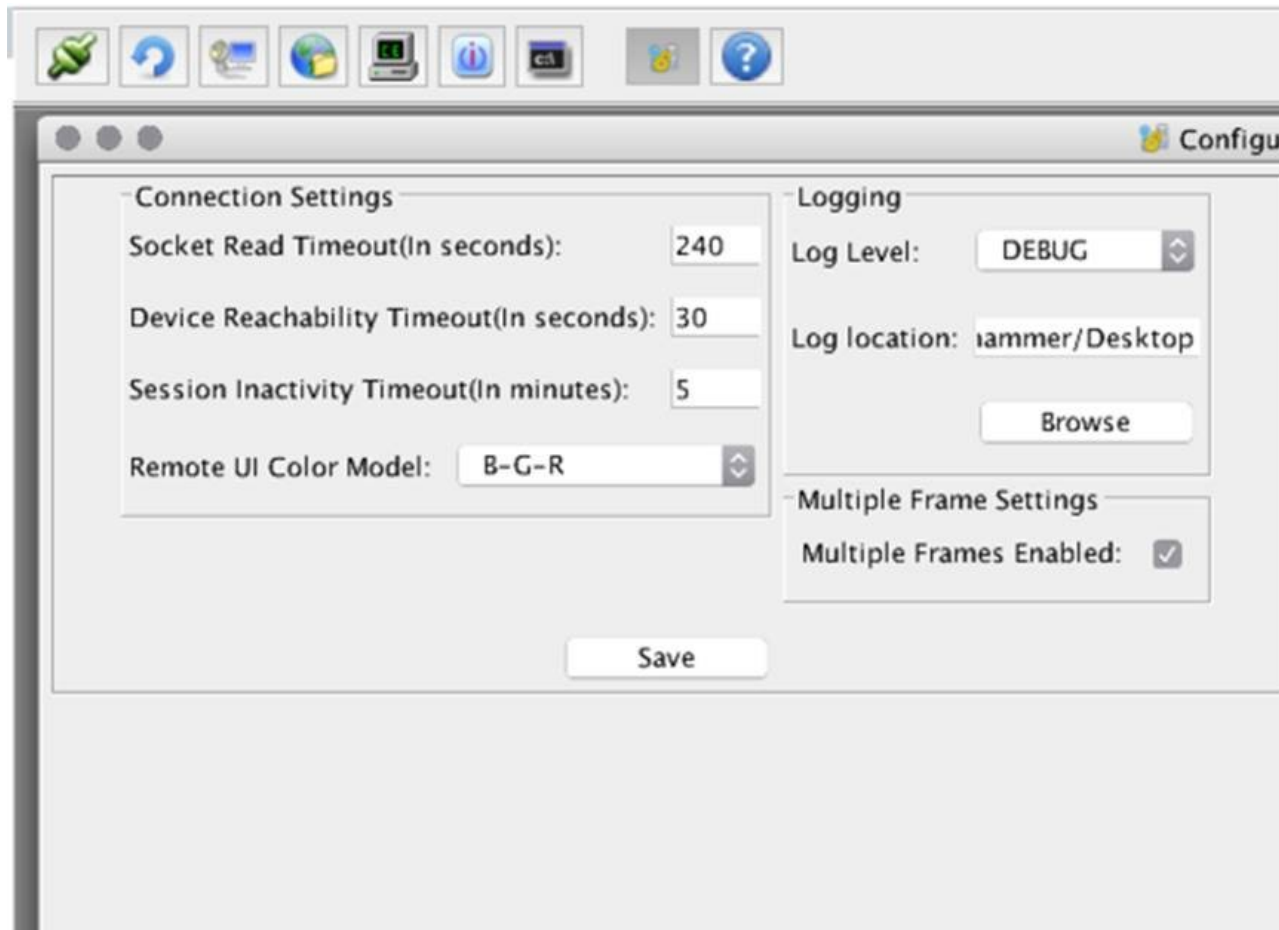 CE
C:\
Configu
Connection Settings
Socket Read Timeout(In seconds): 240
Device Reachability Timeout(In seconds): 30
Session Inactivity Timeout(In minutes): 5
Remote UI Color Model: B-G-R
Logging
Log Level: DEBUG
Log location: hammer/Desktop
Browse
Multiple Frame Settings
Multiple Frames Enabled:
Save